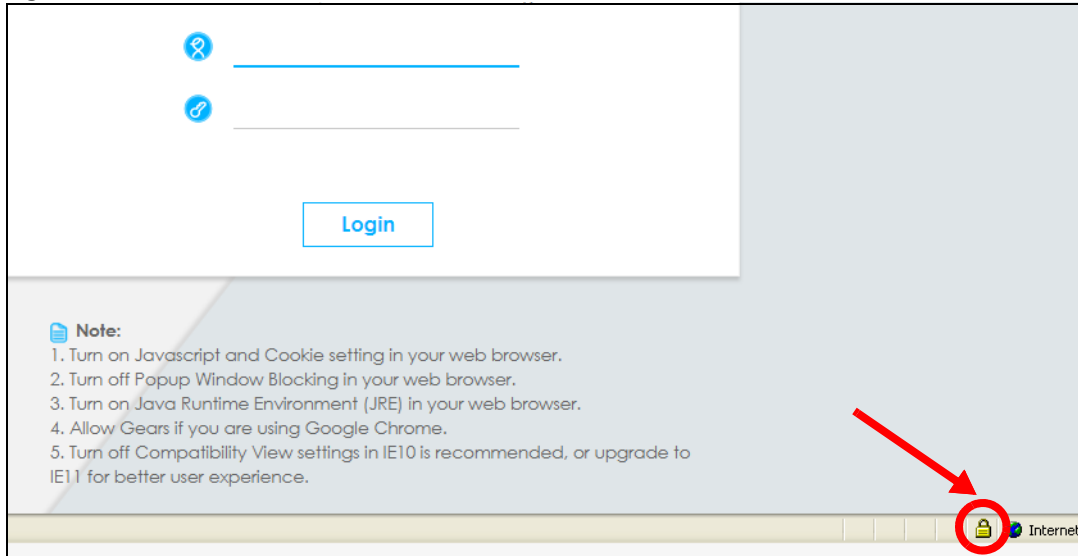 Login
Note:
1. Turn on Javascript and Cookie setting in your web browser.
2. Turn off Popup Window Blocking in your web browser.
3. Turn on Java Runtime Environment (JRE) in your web browser.
4. Allow Gears if you are using Google Chrome.
5. Turn off Compatibility View settings in IE10 is recommended, or upgrade to
IE11 for better user experience.
Internet